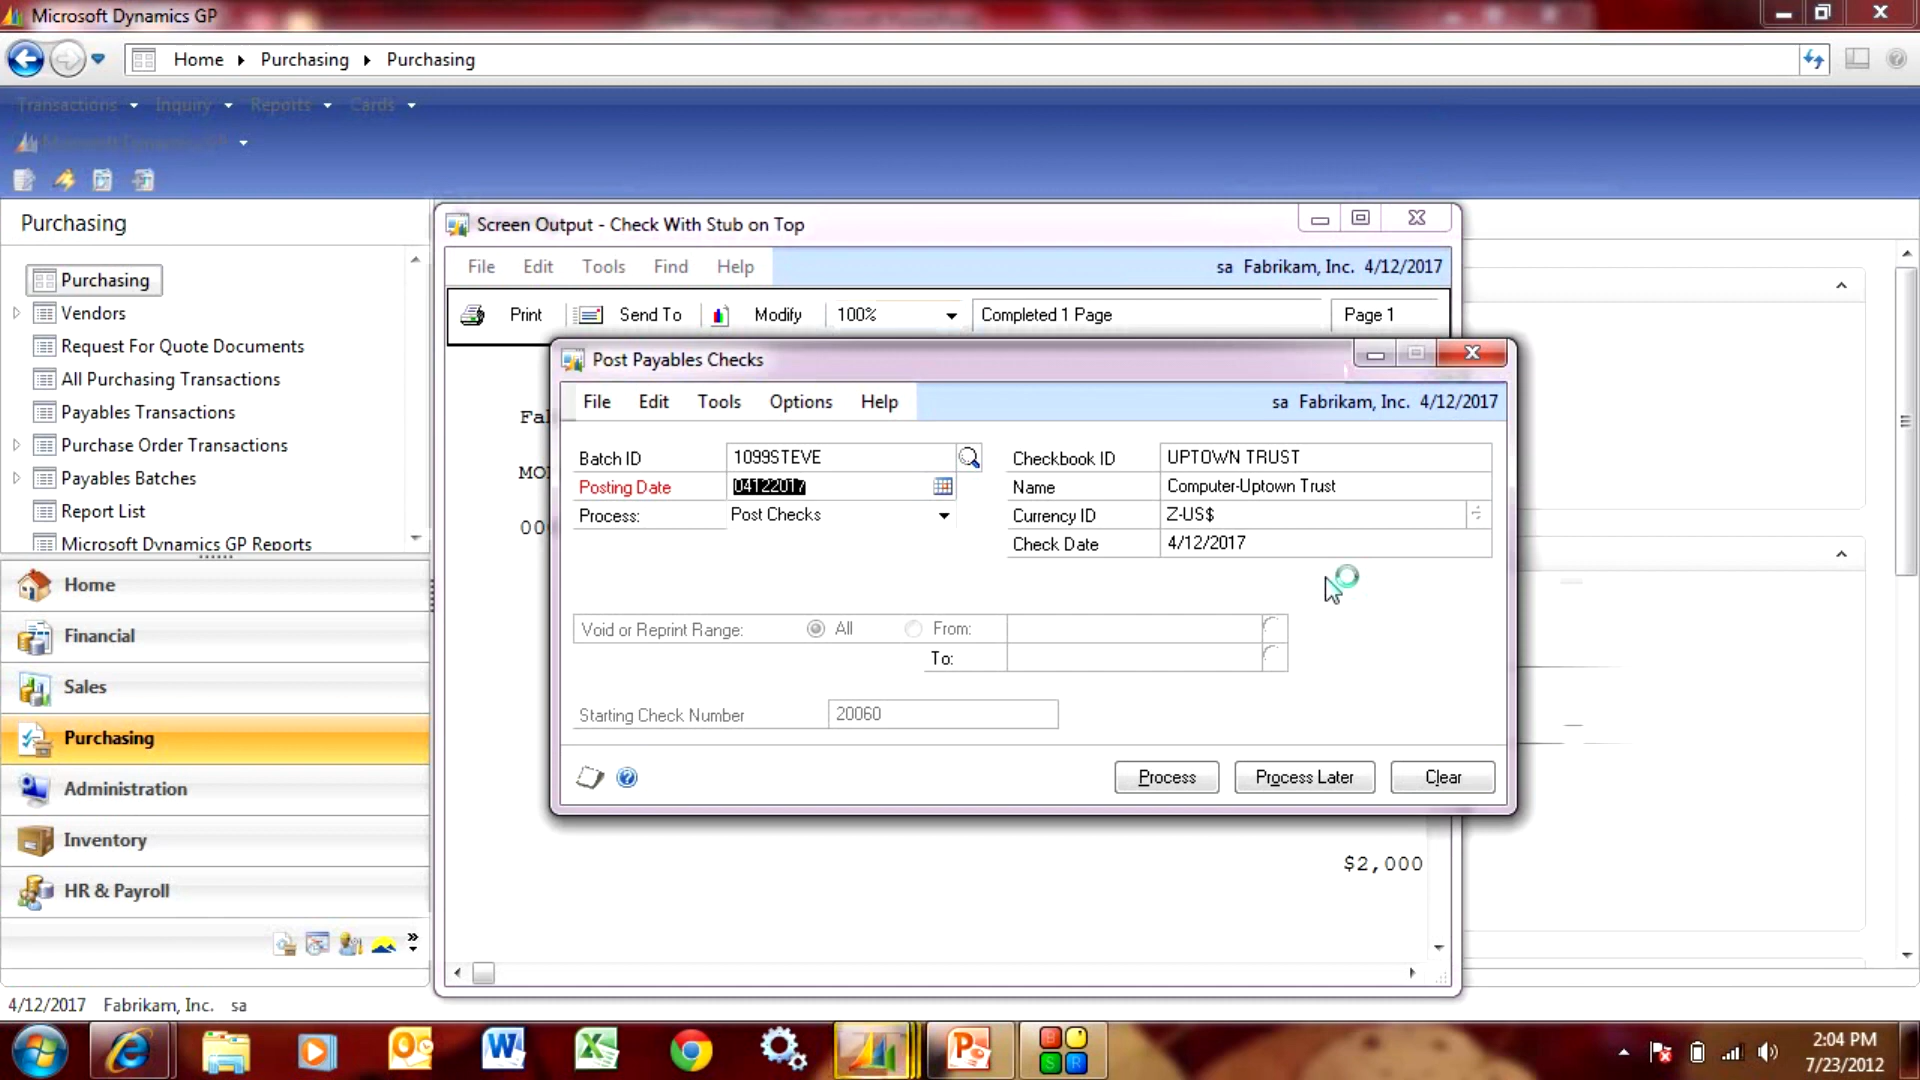 Microsoft Dynamics GP
Home Purchasing Purchasing
Transactions Inquiry Reports Cards
Microsoft Dynamics GP
Purchasing
Purchasing
Vendors
Request For Quote Documents
All Purchasing Transactions
Payables Transactions
Purchase Order Transactions
Payables Batches
Report List
Microsoft Dynamics GP Reports
Home
Financial
Sales
Purchasing
Administration
Inventory
HR & Payroll
4/12/2017 Fabrikam, Inc. sa
Screen Output - Check With Stub on Top
File Edit Tools Find Help
sa Fabrikam, Inc. 4/12/2017
Print Send To Modify 100% Completed 1 Page Page 1
Post Payables Checks
File Edit Tools Options Help
sa Fabrikam, Inc. 4/12/2017
Batch ID 1099STEVE
Posting Date 04122017
Process: Post Checks
Checkbook ID UPTOWN TRUST
Name Computer-Uptown Trust
Currency ID Z-US$
Check Date 4/12/2017
Void or Reprint Range: All From:
To:
Starting Check Number 20060
Process Process Later Clear
$2,000
2:04 PM
7/23/2012